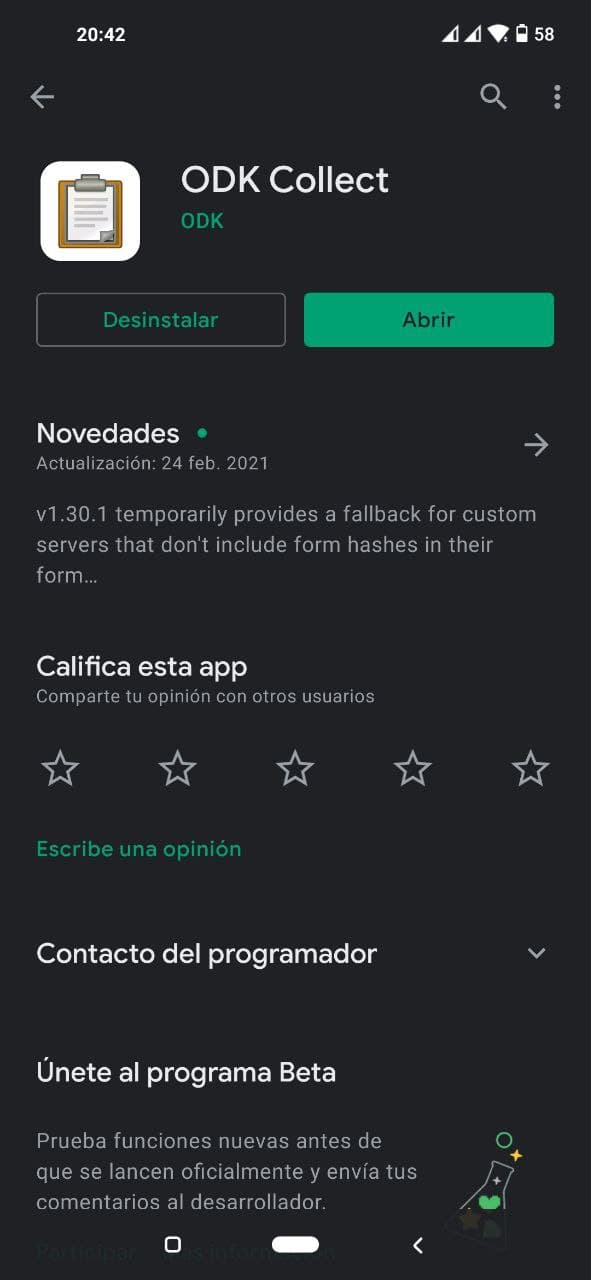 20:42
58
ODK Collect
ODK
Desinstalar
Abrir
Novedades
Actualización: 24 feb. 2021
v1.30.1 temporarily provides a fallback for custom
servers that don't include form hashes in their
form…
Califica esta app
Comparte tu opinión con otros usuarios
Escribe una opinión
Contacto del programador
Únete al programa Beta
Prueba funciones nuevas antes de
que se lancen oficialmente y envía tus
comentarios al desarrollador.
Participar